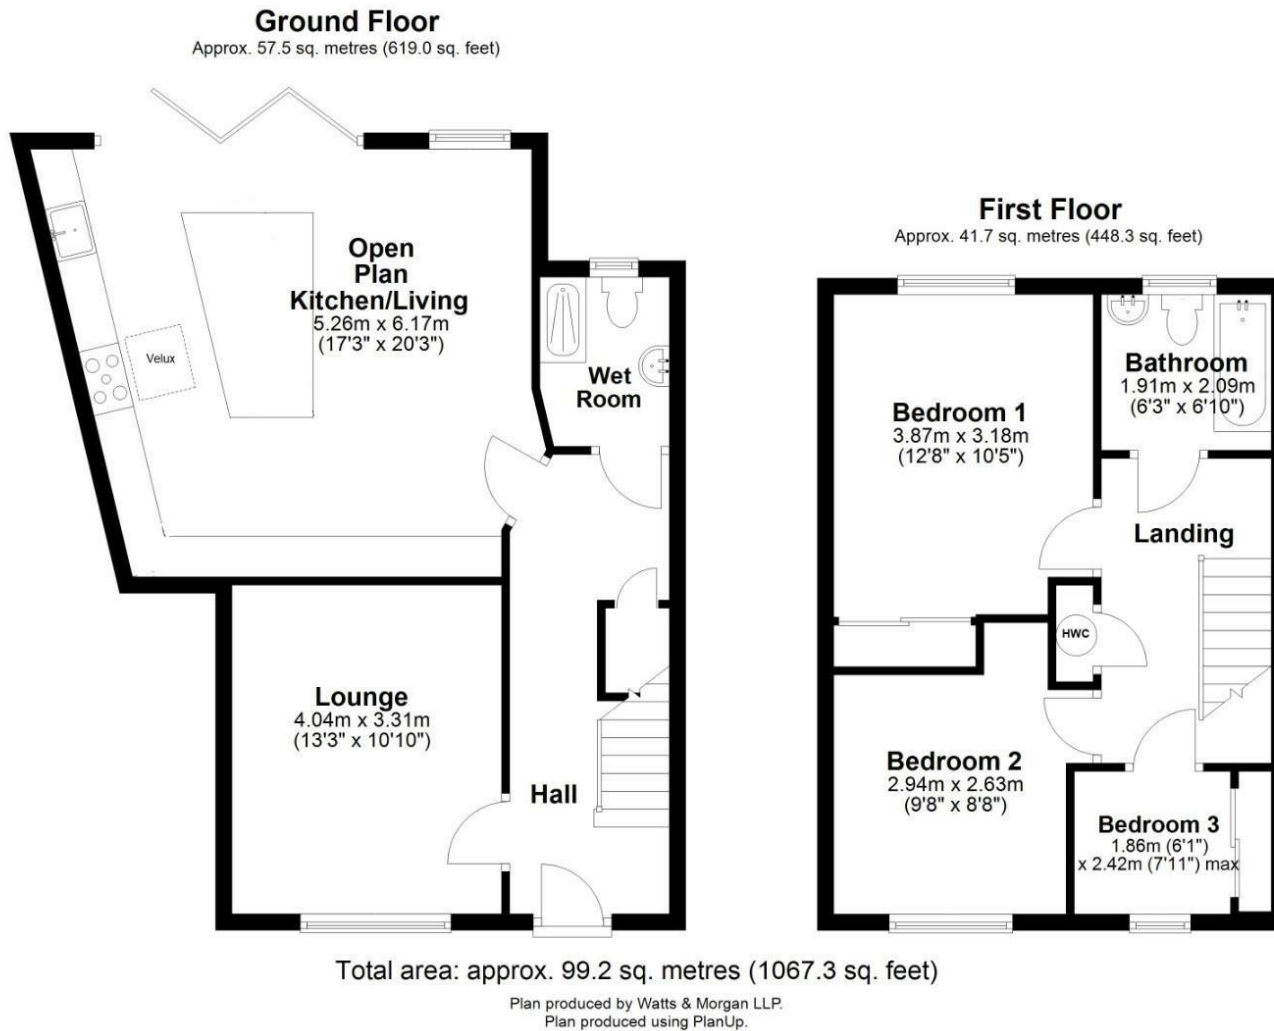 Ground Floor
Approx. 57.5 sq. metres (619.0 sq. feet)
Open
Plan
Kitchen/Living
5.26m x 6.17m
(17'3" x 20'3")
Velux
Wet
Room
Lounge
4.04m x 3.31m
(13'3" x 10'10")
Hall
First Floor
Approx. 41.7 sq. metres (448.3 sq. feet)
Bathroom
1.91m x 2.09m
(6'3" x 6'10")
Bedroom 1
3.87m x 3.18m
(12'8" x 10'5")
Landing
HWC
Bedroom 2
2.94m x 2.63m
(9'8" x 8'8")
Bedroom 3
1.86m (6'1")
x 2.42m (7'11") max
Total area: approx. 99.2 sq. metres (1067.3 sq. feet)
Plan produced by Watts & Morgan LLP.
Plan produced using PlanUp.